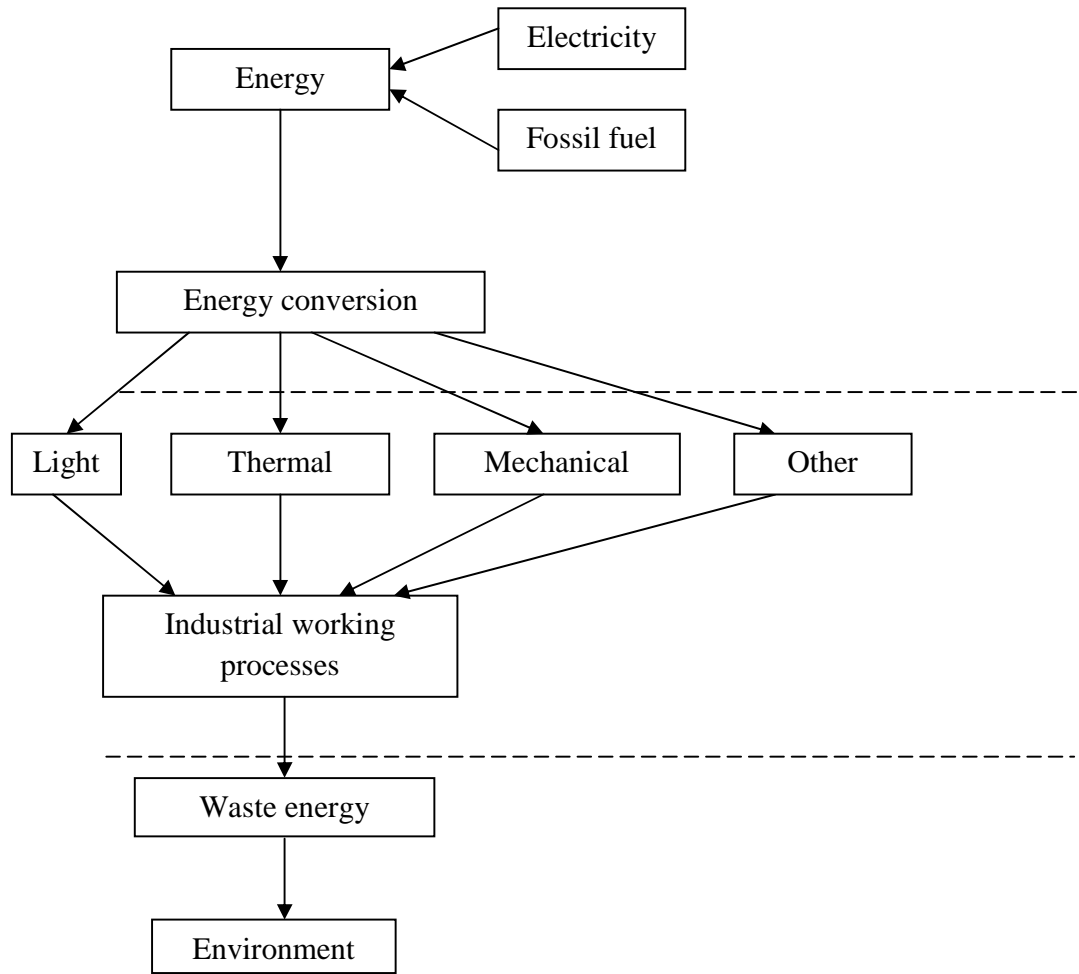 Electricity
Energy
Fossil fuel
Energy conversion
Light
Thermal
Mechanical
Other
Industrial working
processes
Waste energy
Environment